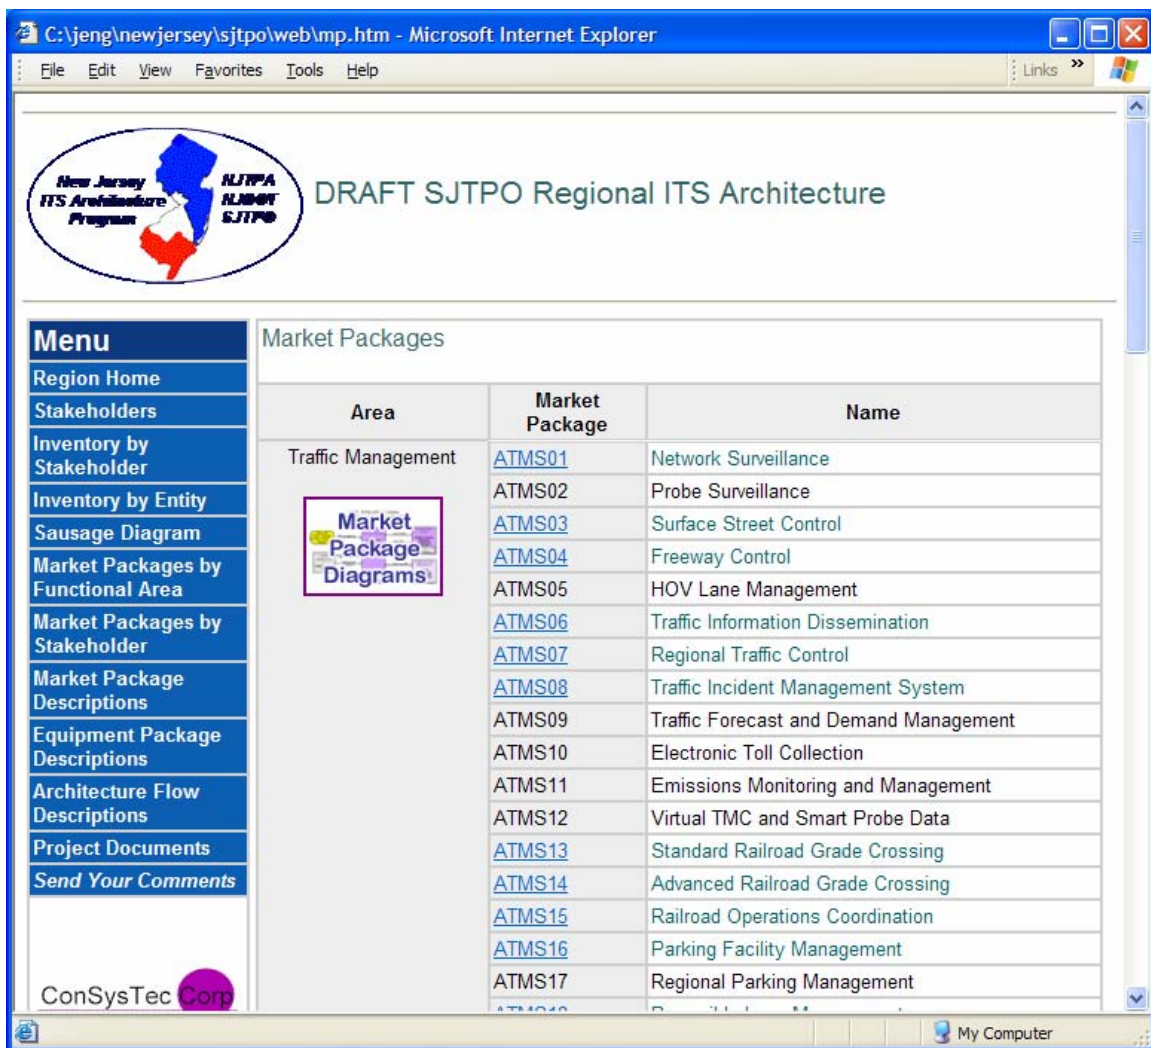 C:\jeng\newjersey\sjtpo\web\mp.htm - Microsoft Internet Explorer
File Edit View Favorites Tools Help
Links »
New Jersey
ITS Architecture
Program
NJTPA
NJDOT
SJTPO
DRAFT SJTPO Regional ITS Architecture
Menu
Region Home
Stakeholders
Inventory by
Stakeholder
Inventory by Entity
Sausage Diagram
Market Packages by
Functional Area
Market Packages by
Stakeholder
Market Package
Descriptions
Equipment Package
Descriptions
Architecture Flow
Descriptions
Project Documents
Send Your Comments
ConSysTec Corp
Market Packages
Area Market Package Name
Traffic Management
Market
Package
Diagrams
ATMS01 Network Surveillance
ATMS02 Probe Surveillance
ATMS03 Surface Street Control
ATMS04 Freeway Control
ATMS05 HOV Lane Management
ATMS06 Traffic Information Dissemination
ATMS07 Regional Traffic Control
ATMS08 Traffic Incident Management System
ATMS09 Traffic Forecast and Demand Management
ATMS10 Electronic Toll Collection
ATMS11 Emissions Monitoring and Management
ATMS12 Virtual TMC and Smart Probe Data
ATMS13 Standard Railroad Grade Crossing
ATMS14 Advanced Railroad Grade Crossing
ATMS15 Railroad Operations Coordination
ATMS16 Parking Facility Management
ATMS17 Regional Parking Management
My Computer